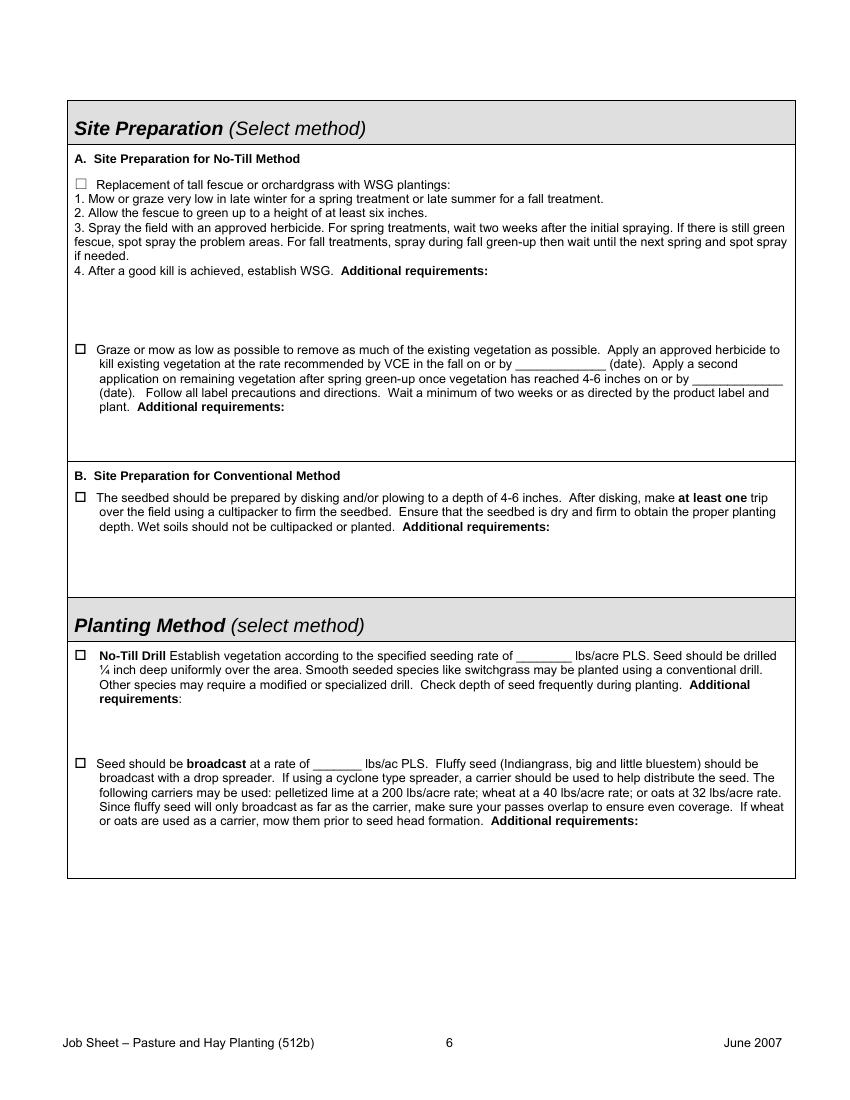 Site Preparation (Select method)
A.  Site Preparation for No-Till Method
☐ Replacement of tall fescue or orchardgrass with WSG plantings:
1. Mow or graze very low in late winter for a spring treatment or late summer for a fall treatment.
2. Allow the fescue to green up to a height of at least six inches.
3. Spray the field with an approved herbicide. For spring treatments, wait two weeks after the initial spraying. If there is still green
fescue, spot spray the problem areas. For fall treatments, spray during fall green-up then wait until the next spring and spot spray
if needed.
4. After a good kill is achieved, establish WSG.  Additional requirements:
☐ Graze or mow as low as possible to remove as much of the existing vegetation as possible.  Apply an approved herbicide to
kill existing vegetation at the rate recommended by VCE in the fall on or by _____________ (date).  Apply a second
application on remaining vegetation after spring green-up once vegetation has reached 4-6 inches on or by _____________
(date).   Follow all label precautions and directions.  Wait a minimum of two weeks or as directed by the product label and
plant.  Additional requirements:
B.  Site Preparation for Conventional Method
☐ The seedbed should be prepared by disking and/or plowing to a depth of 4-6 inches.  After disking, make at least one trip
over the field using a cultipacker to firm the seedbed.  Ensure that the seedbed is dry and firm to obtain the proper planting
depth. Wet soils should not be cultipacked or planted.  Additional requirements:
Planting Method (select method)
☐ No-Till Drill Establish vegetation according to the specified seeding rate of ________ lbs/acre PLS. Seed should be drilled
¼ inch deep uniformly over the area. Smooth seeded species like switchgrass may be planted using a conventional drill.
Other species may require a modified or specialized drill.  Check depth of seed frequently during planting.  Additional
requirements:
☐ Seed should be broadcast at a rate of _______ lbs/ac PLS.  Fluffy seed (Indiangrass, big and little bluestem) should be
broadcast with a drop spreader.  If using a cyclone type spreader, a carrier should be used to help distribute the seed. The
following carriers may be used: pelletized lime at a 200 lbs/acre rate; wheat at a 40 lbs/acre rate; or oats at 32 lbs/acre rate.
Since fluffy seed will only broadcast as far as the carrier, make sure your passes overlap to ensure even coverage.  If wheat
or oats are used as a carrier, mow them prior to seed head formation.  Additional requirements:
Job Sheet – Pasture and Hay Planting (512b) 6 June 2007